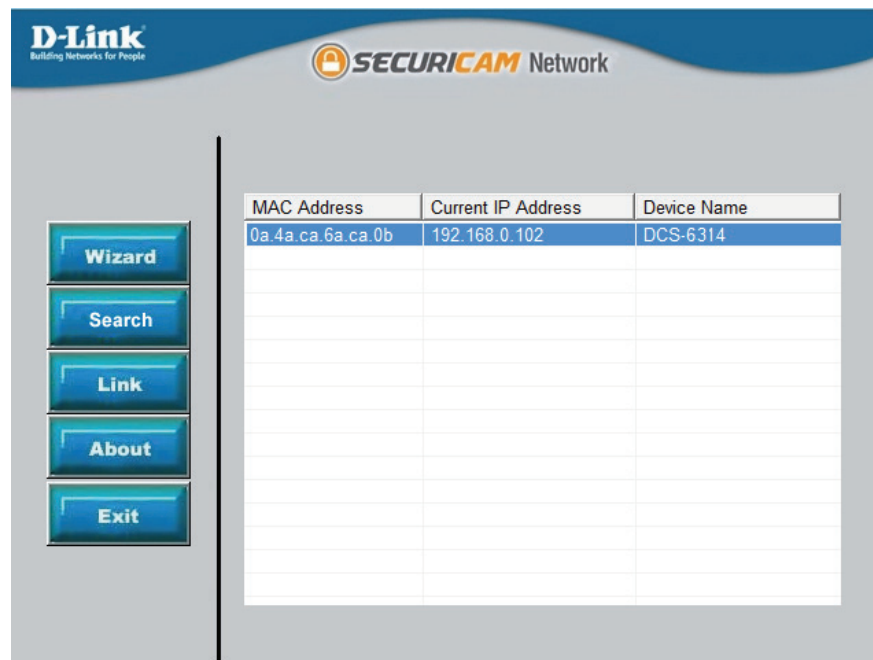 D-Link
Building Networks for People
SECURICAM Network
MAC Address Current IP Address Device Name
0a.4a.ca.6a.ca.0b 192.168.0.102 DCS-6314
Wizard
Search
Link
About
Exit